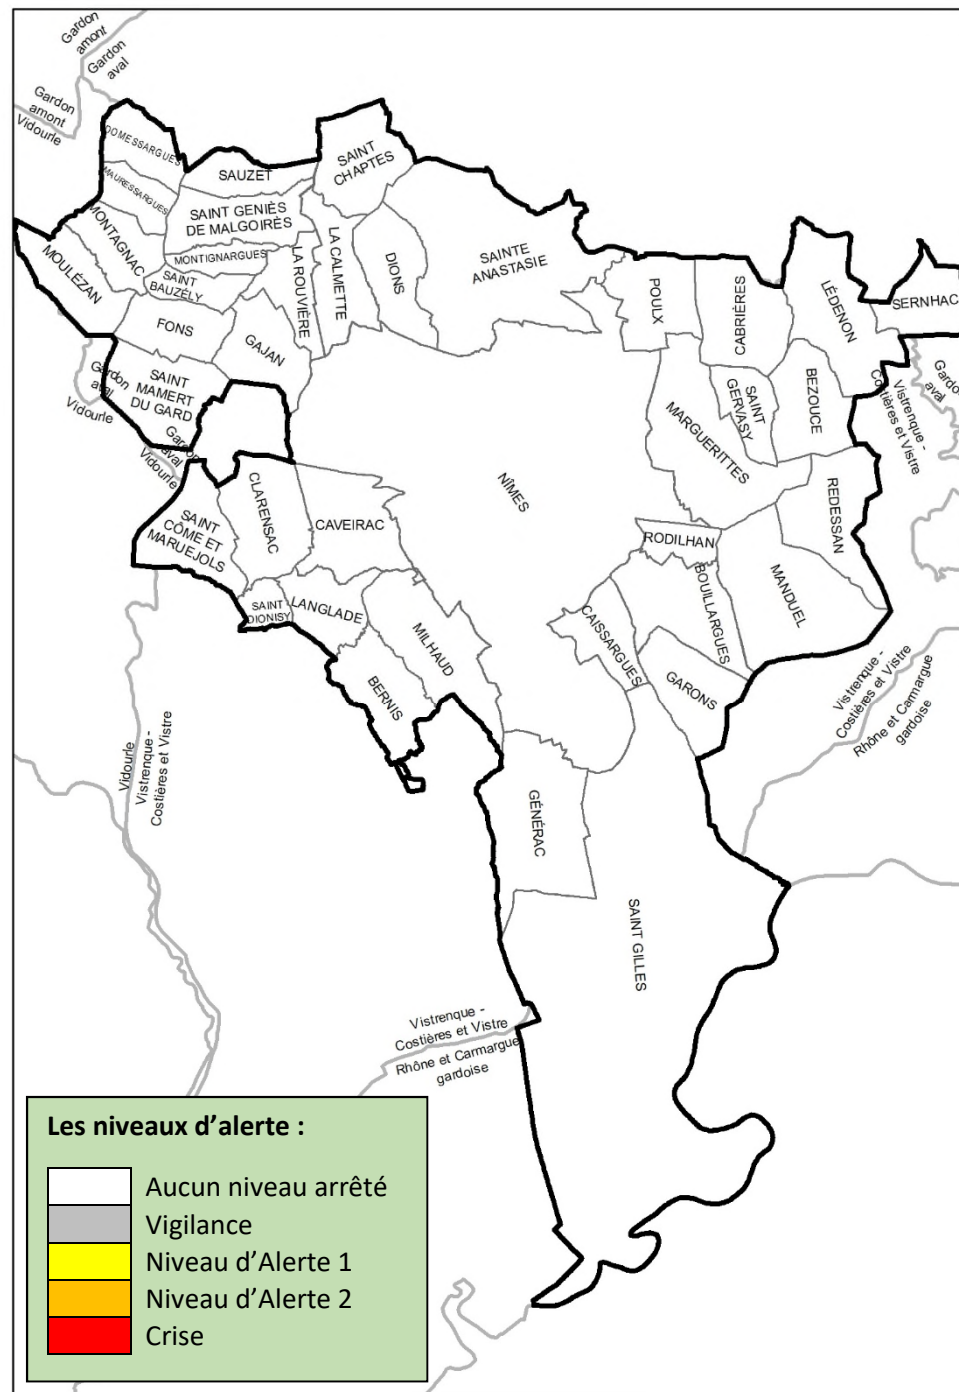 Gardon
amont
Gardon
aval
Gardon
amont
Vidourle
DOMESSARGUES
MAURESSARGUES
SAUZET
SAINT
CHAPTES
SAINT GENIÈS
DE MALGOIRÈS
MONTAGNAC
MONTIGNARGUES
LA ROUVIÈRE
LA CALMETTE
DIONS
SAINTE
ANASTASIE
MOULÉZAN
SAINT
BAUZÉLY
FONS
GAJAN
POULX
CABRIÈRES
LÉDENON
SERNHAC
SAINT
MAMERT
DU GARD
Gardon
aval
Vidourle
Gardon
aval
Vidourle
MARGUERITTES
SAINT
GERVASY
BEZOUCE
Gardon
aval
Vistrenque -
Costières et Vistre
NÎMES
CLARENSAC
CAVEIRAC
SAINT
CÔME ET
MARUEJOLS
REDESSAN
RODILHAN
BOUILLARGUES
MANDUEL
SAINT
DIONISY
LANGLADE
MILHAUD
CAISSARGUES
BERNIS
GARONS
Vistrenque -
Costières et Vistre
Rhône et Carmargue
gardoise
Vidourle
Vistrenque -
Costières et Vistre
GÉNÉRAC
SAINT GILLES
Vistrenque -
Costières et Vistre
Rhône et Carmargue
gardoise
Les niveaux d’alerte :
Aucun niveau arrêté
Vigilance
Niveau d’Alerte 1
Niveau d’Alerte 2
Crise